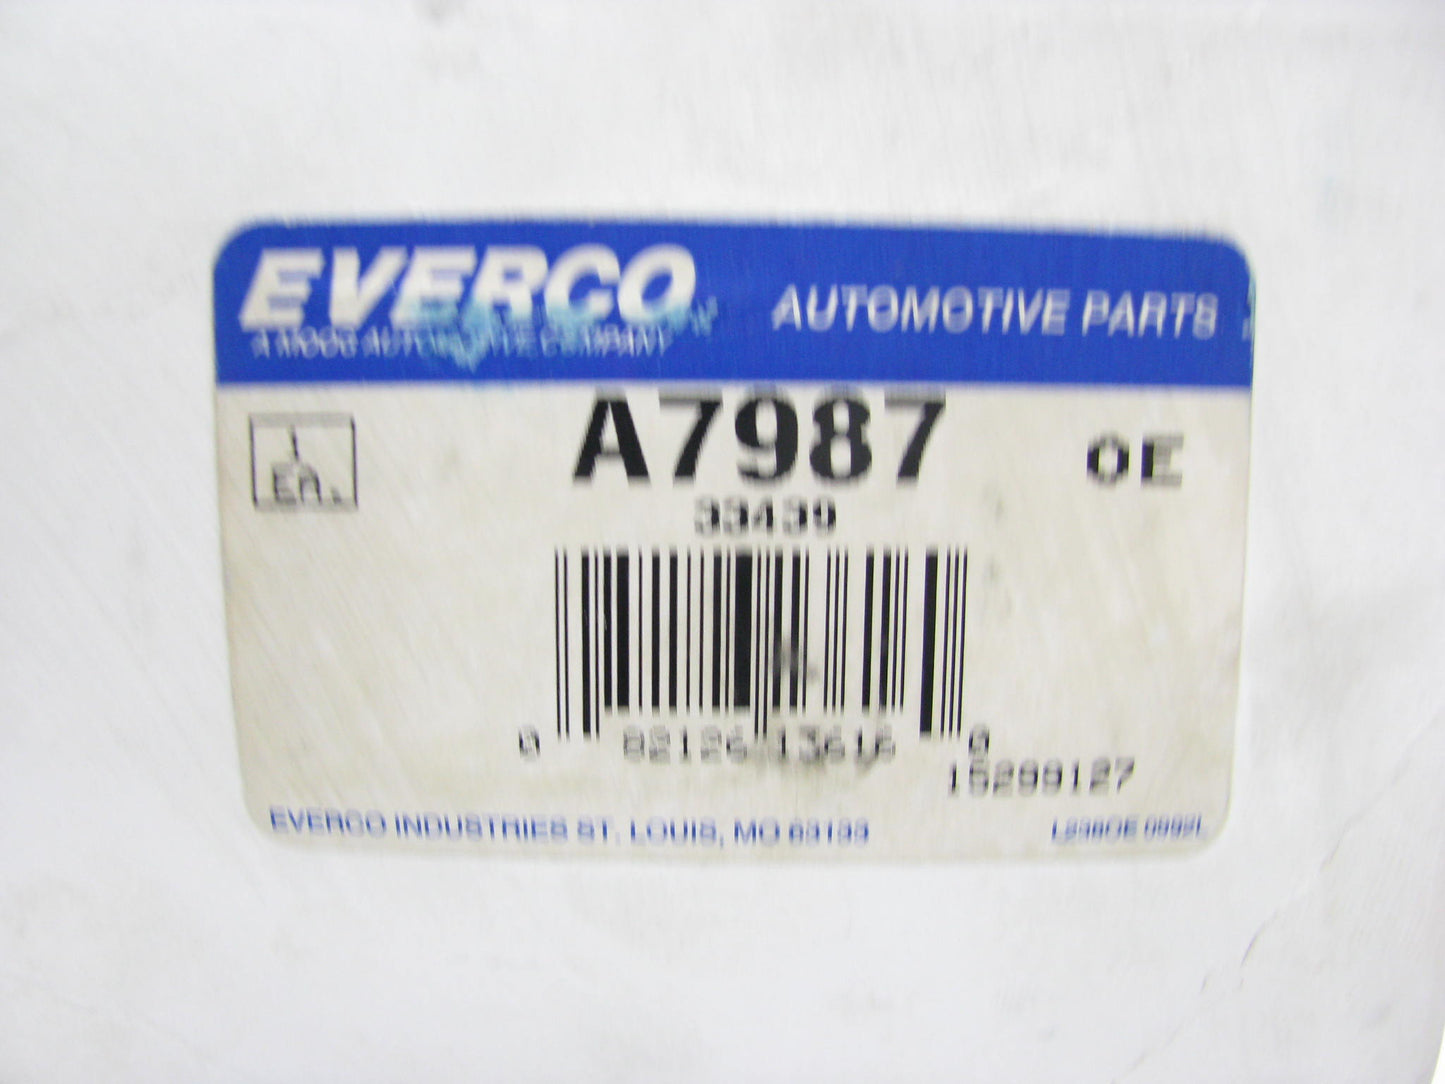 EVERCO
A MOOG AUTOMOTIVE COMPANY
AUTOMOTIVE PARTS
A7987
OE
1
EA.
33439
0 82126 13616 0
15299127
EVERCO INDUSTRIES ST. LOUIS, MO 63133